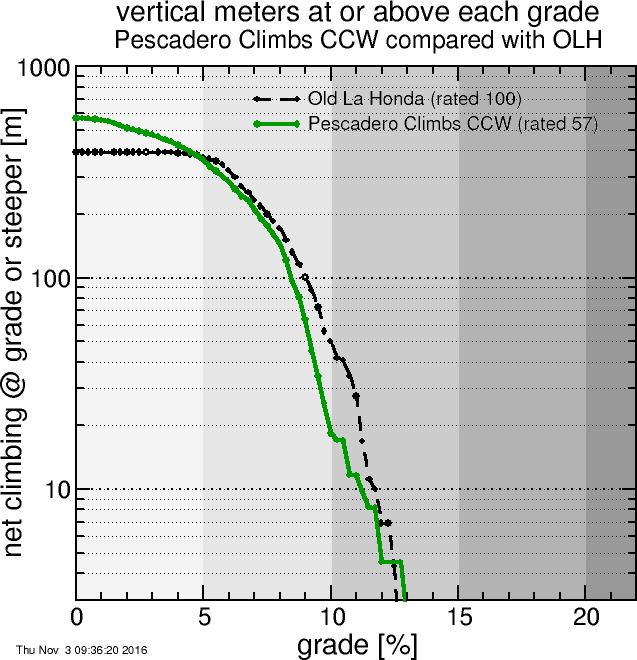 vertical meters at or above each grade
Pescadero Climbs CCW compared with OLH
net climbing @ grade or steeper [m]
1000
100
10
Old La Honda (rated 100)
Pescadero Climbs CCW (rated 57)
0 5 10 15 20
grade [%]
Thu Nov 3 09:36:20 2016